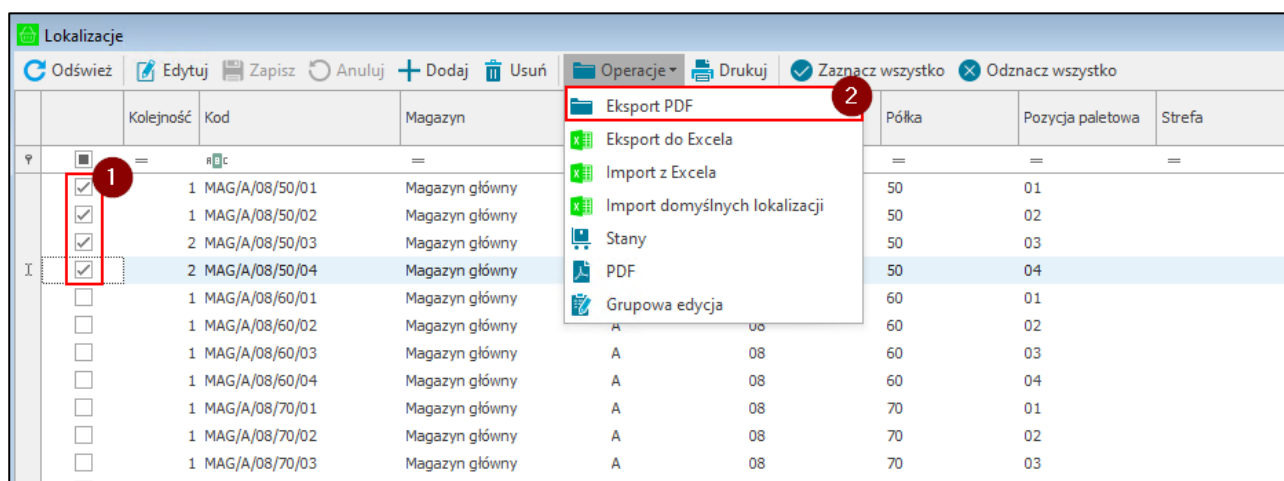 Lokalizacje
Odśwież Edytuj Zapisz Anuluj Dodaj Usuń Operacje Drukuj Zaznacz wszystko Odznacz wszystko
Kolejność Kod Magazyn Półka Pozycja paletowa Strefa
Eksport PDF 2
Eksport do Excela
Import z Excela
Import domyślnych lokalizacji
Stany
PDF
Grupowa edycja
= ABC = = = =
1
1 MAG/A/08/50/01 Magazyn główny 50 01
1 MAG/A/08/50/02 Magazyn główny 50 02
2 MAG/A/08/50/03 Magazyn główny 50 03
2 MAG/A/08/50/04 Magazyn główny 50 04
1 MAG/A/08/60/01 Magazyn główny 60 01
1 MAG/A/08/60/02 Magazyn główny A 08 60 02
1 MAG/A/08/60/03 Magazyn główny A 08 60 03
1 MAG/A/08/60/04 Magazyn główny A 08 60 04
1 MAG/A/08/70/01 Magazyn główny A 08 70 01
1 MAG/A/08/70/02 Magazyn główny A 08 70 02
1 MAG/A/08/70/03 Magazyn główny A 08 70 03